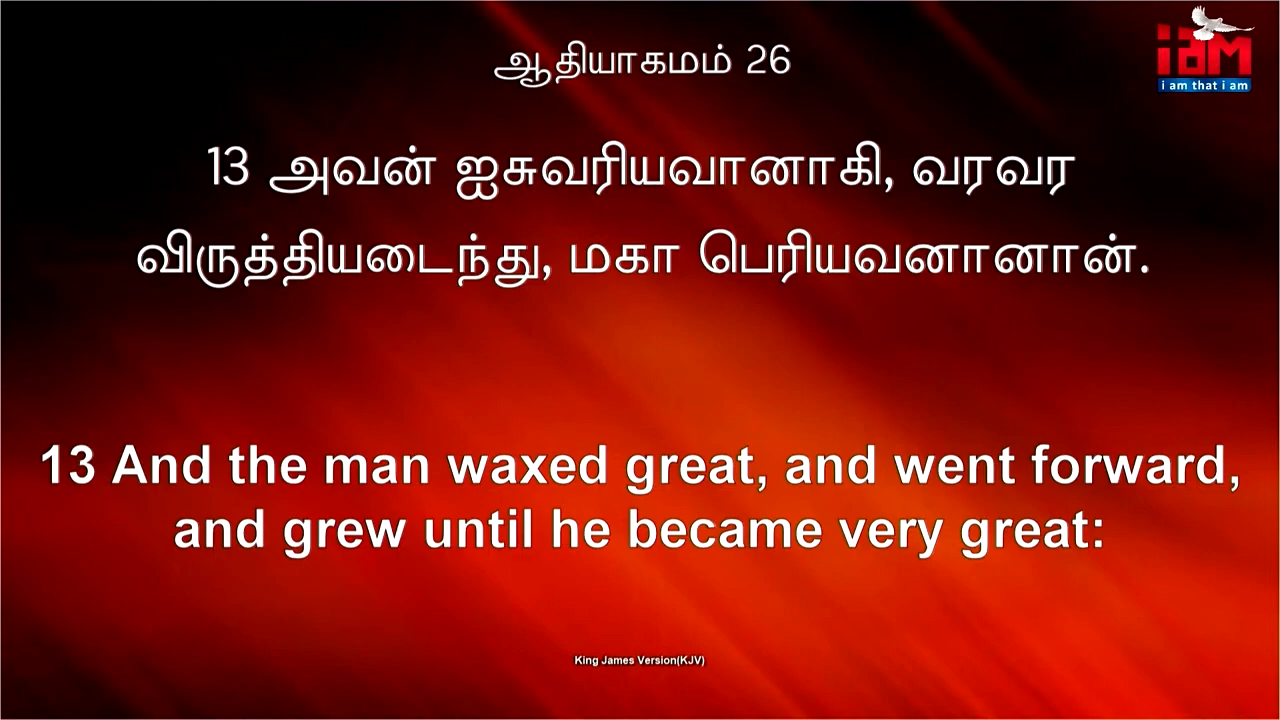 ஆதியாகமம் 26
iam
i am that i am
13 அவன் ஐசுவரியவானாகி, வரவர
விருத்தியடைந்து, மகா பெரியவனானான்.
13 And the man waxed great, and went forward,
and grew until he became very great:
King James Version(KJV)